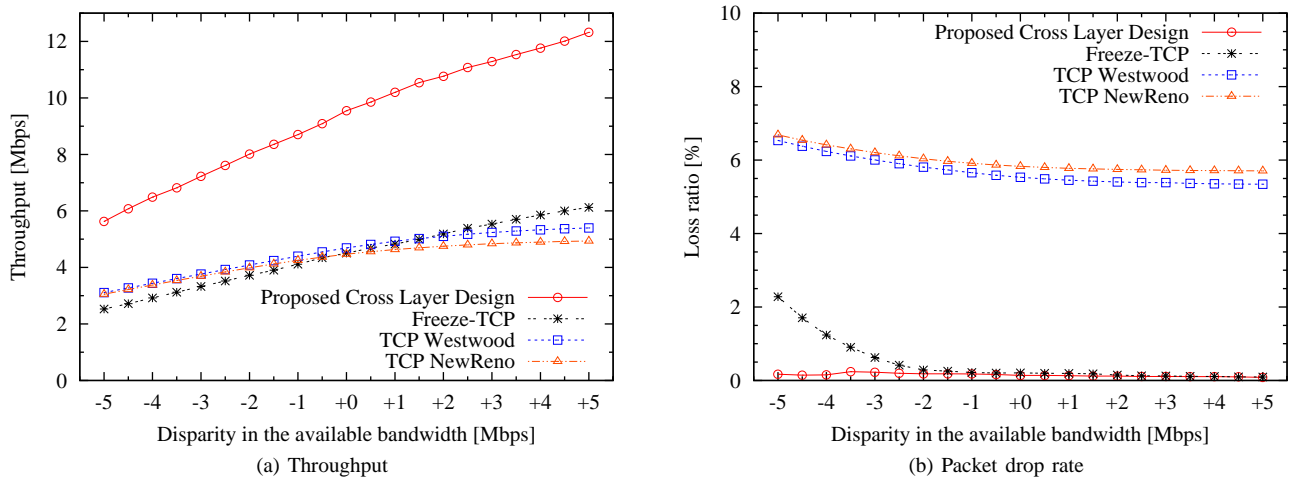 Throughput [Mbps]
12
10
8
6
4
2
0
Proposed Cross Layer Design
Freeze-TCP
TCP Westwood
TCP NewReno
-5 -4 -3 -2 -1 +0 +1 +2 +3 +4 +5
Disparity in the available bandwidth [Mbps]
(a) Throughput
Loss ratio [%]
10
8
6
4
2
0
Proposed Cross Layer Design
Freeze-TCP
TCP Westwood
TCP NewReno
-5 -4 -3 -2 -1 +0 +1 +2 +3 +4 +5
Disparity in the available bandwidth [Mbps]
(b) Packet drop rate